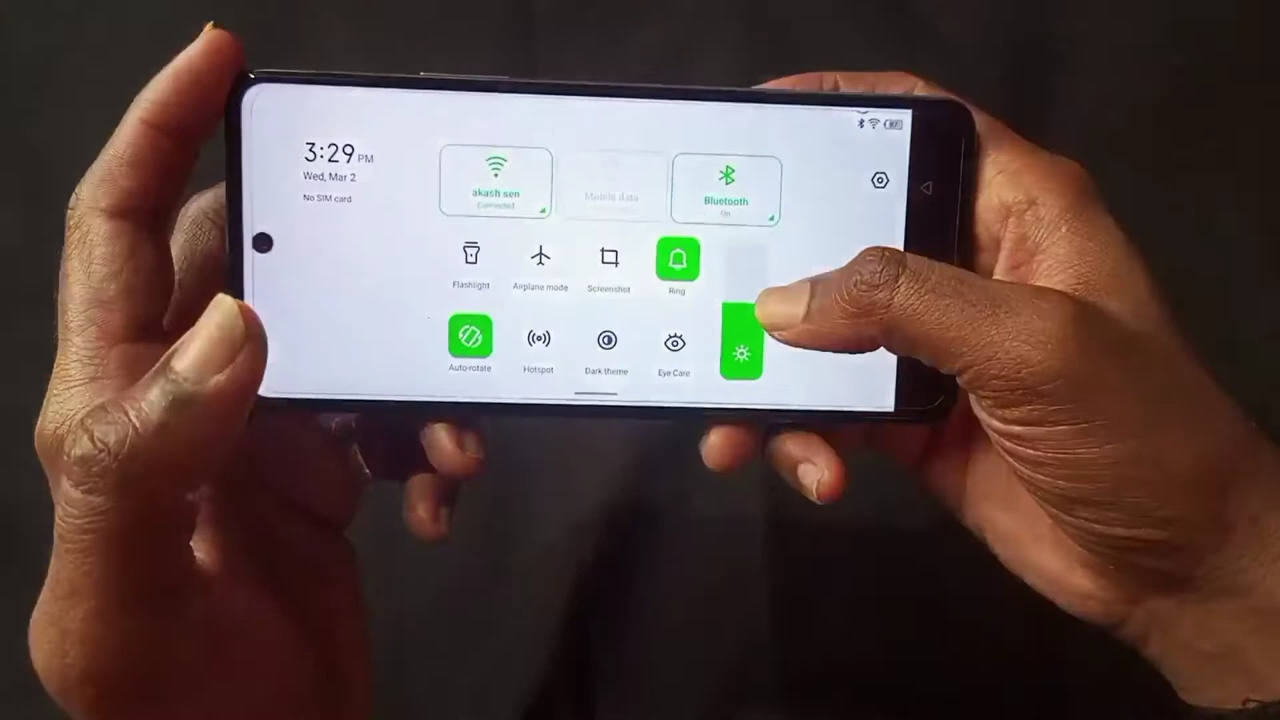 3:29 PM
Wed, Mar 2
No SIM card
akash sen
Connected
Mobile data
Bluetooth
On
Flashlight
Airplane mode
Screenshot
Ring
Auto-rotate
Hotspot
Dark theme
Eye Care